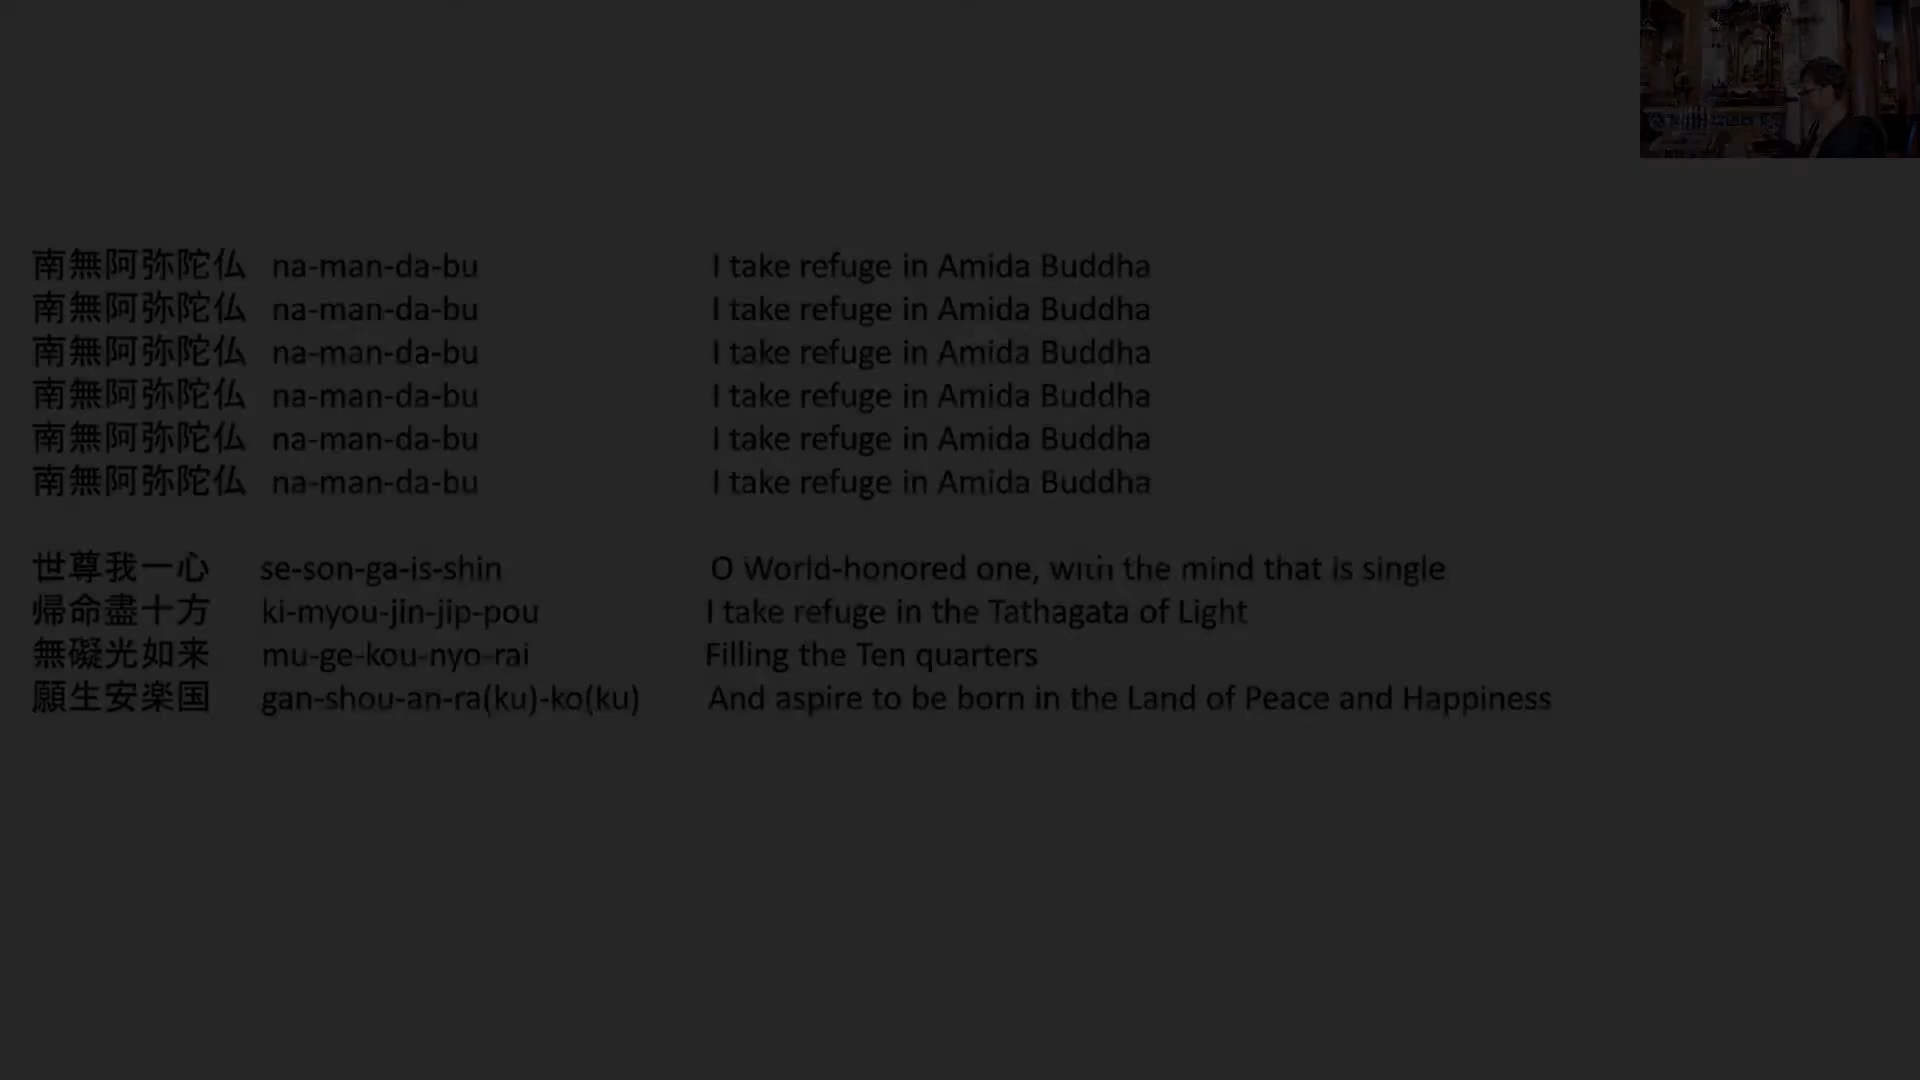 南無阿弥陀仏 na-man-da-bu I take refuge in Amida Buddha
南無阿弥陀仏 na-man-da-bu I take refuge in Amida Buddha
南無阿弥陀仏 na-man-da-bu I take refuge in Amida Buddha
南無阿弥陀仏 na-man-da-bu I take refuge in Amida Buddha
南無阿弥陀仏 na-man-da-bu I take refuge in Amida Buddha
南無阿弥陀仏 na-man-da-bu I take refuge in Amida Buddha
世尊我一心 se-son-ga-is-shin O World-honored one, with the mind that is single
帰命盡十方 ki-myou-jin-jip-pou I take refuge in the Tathagata of Light
無礙光如来 mu-ge-kou-nyo-rai Filling the Ten quarters
願生安楽国 gan-shou-an-ra(ku)-ko(ku) And aspire to be born in the Land of Peace and Happiness